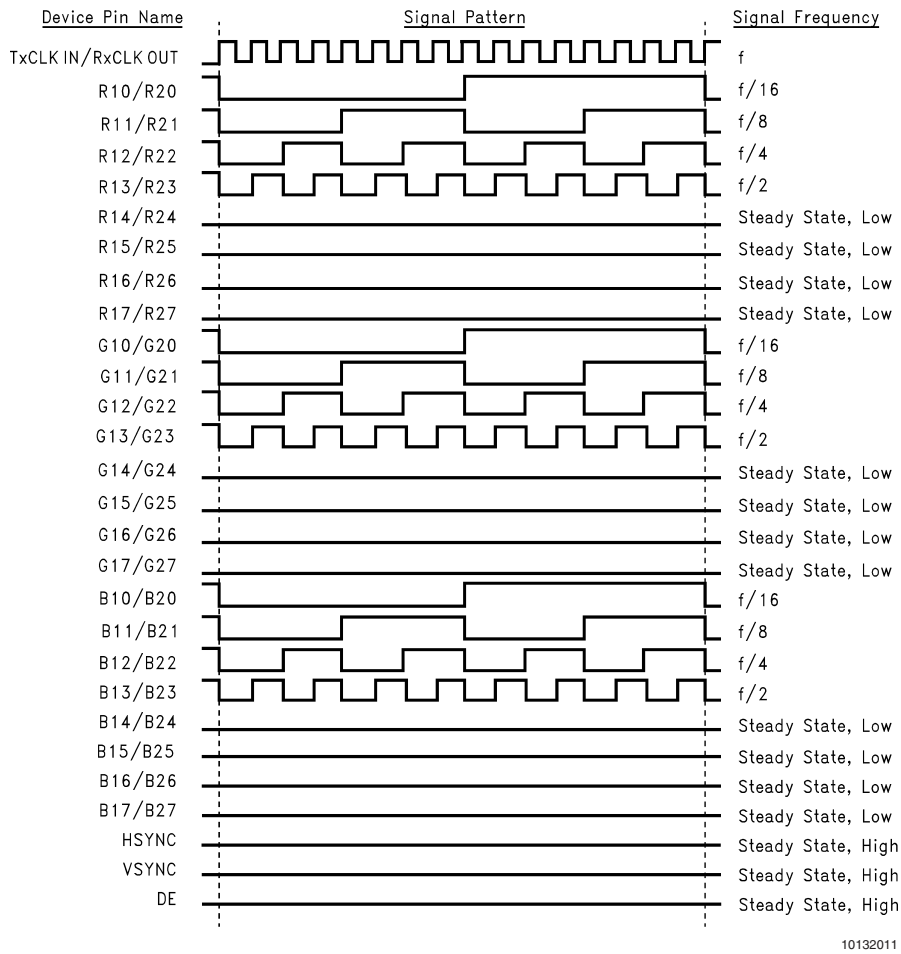 Device Pin Name Signal Pattern Signal Frequency
TxCLK IN/RxCLK OUT f
R10/R20 f/16
R11/R21 f/8
R12/R22 f/4
R13/R23 f/2
R14/R24 Steady State, Low
R15/R25 Steady State, Low
R16/R26 Steady State, Low
R17/R27 Steady State, Low
G10/G20 f/16
G11/G21 f/8
G12/G22 f/4
G13/G23 f/2
G14/G24 Steady State, Low
G15/G25 Steady State, Low
G16/G26 Steady State, Low
G17/G27 Steady State, Low
B10/B20 f/16
B11/B21 f/8
B12/B22 f/4
B13/B23 f/2
B14/B24 Steady State, Low
B15/B25 Steady State, Low
B16/B26 Steady State, Low
B17/B27 Steady State, Low
HSYNC Steady State, High
VSYNC Steady State, High
DE Steady State, High
10132011